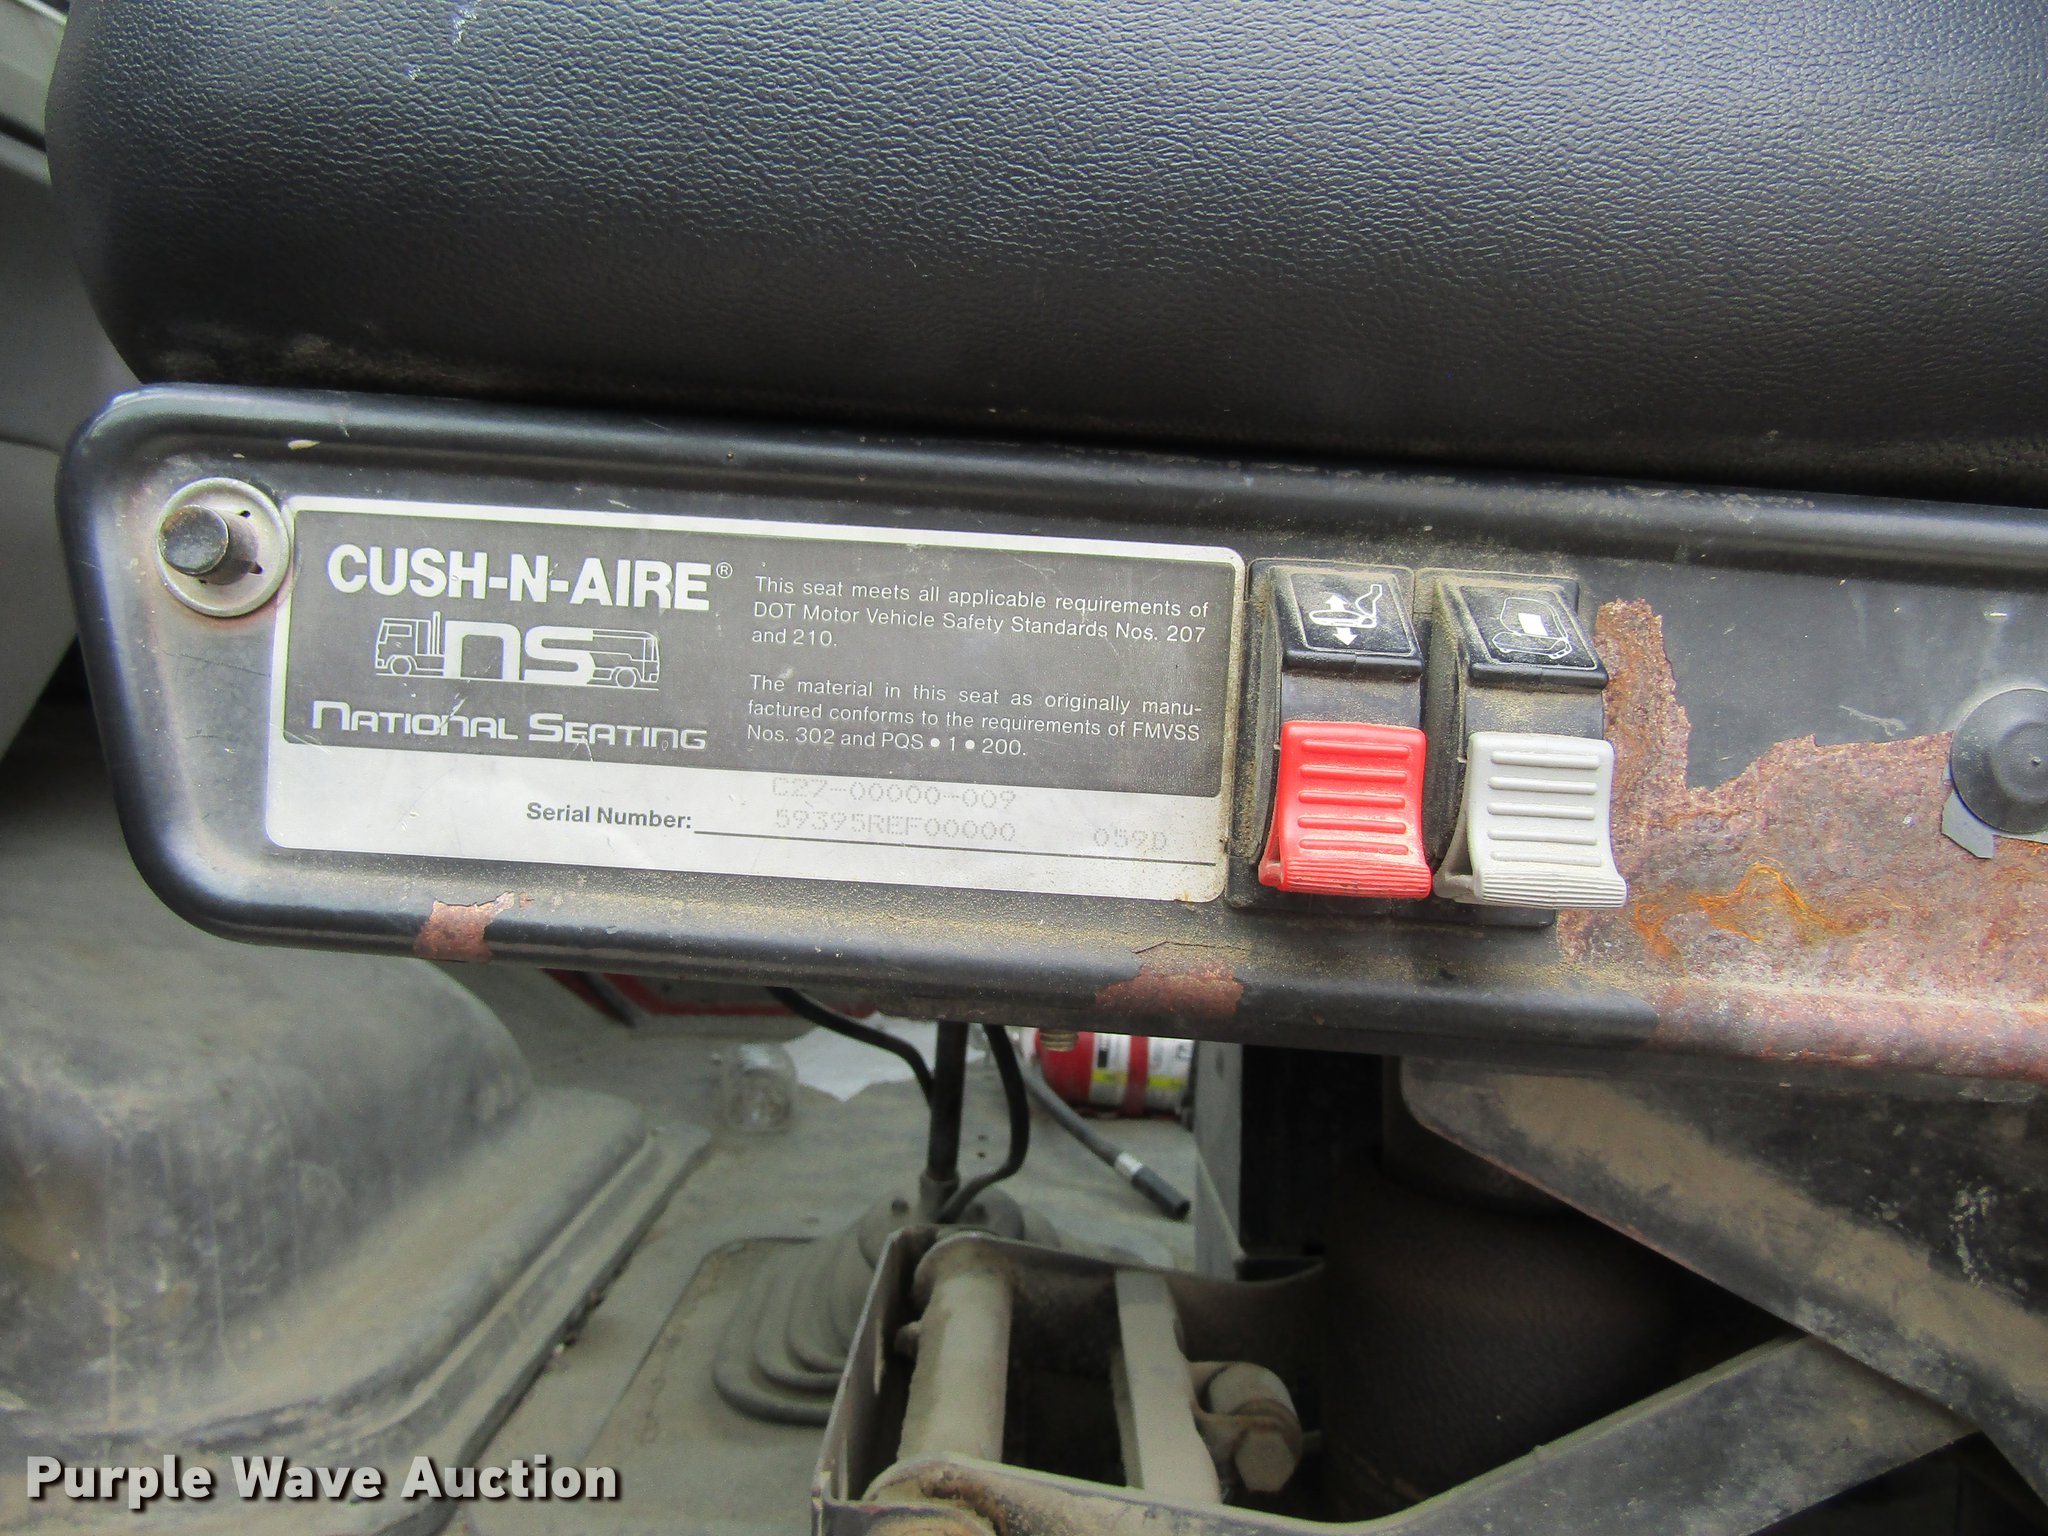 CUSH-N-AIRE®
ns
NATIONAL SEATING
This seat meets all applicable requirements of
DOT Motor Vehicle Safety Standards Nos. 207
and 210.
The material in this seat as originally manu-
factured conforms to the requirements of FMVSS
Nos. 302 and PQS • 1 • 200.
C27-00000-009
Serial Number: 59395REF00000 059D
Purple Wave Auction